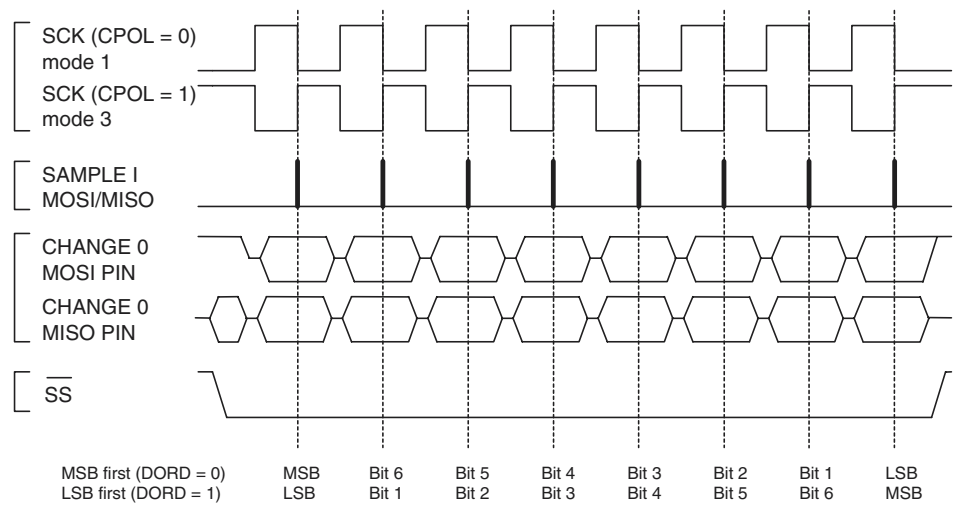 SCK (CPOL = 0)
mode 1
SCK (CPOL = 1)
mode 3
SAMPLE I
MOSI/MISO
CHANGE 0
MOSI PIN
CHANGE 0
MISO PIN
SS
MSB first (DORD = 0) MSB Bit 6 Bit 5 Bit 4 Bit 3 Bit 2 Bit 1 LSB
LSB first (DORD = 1) LSB Bit 1 Bit 2 Bit 3 Bit 4 Bit 5 Bit 6 MSB